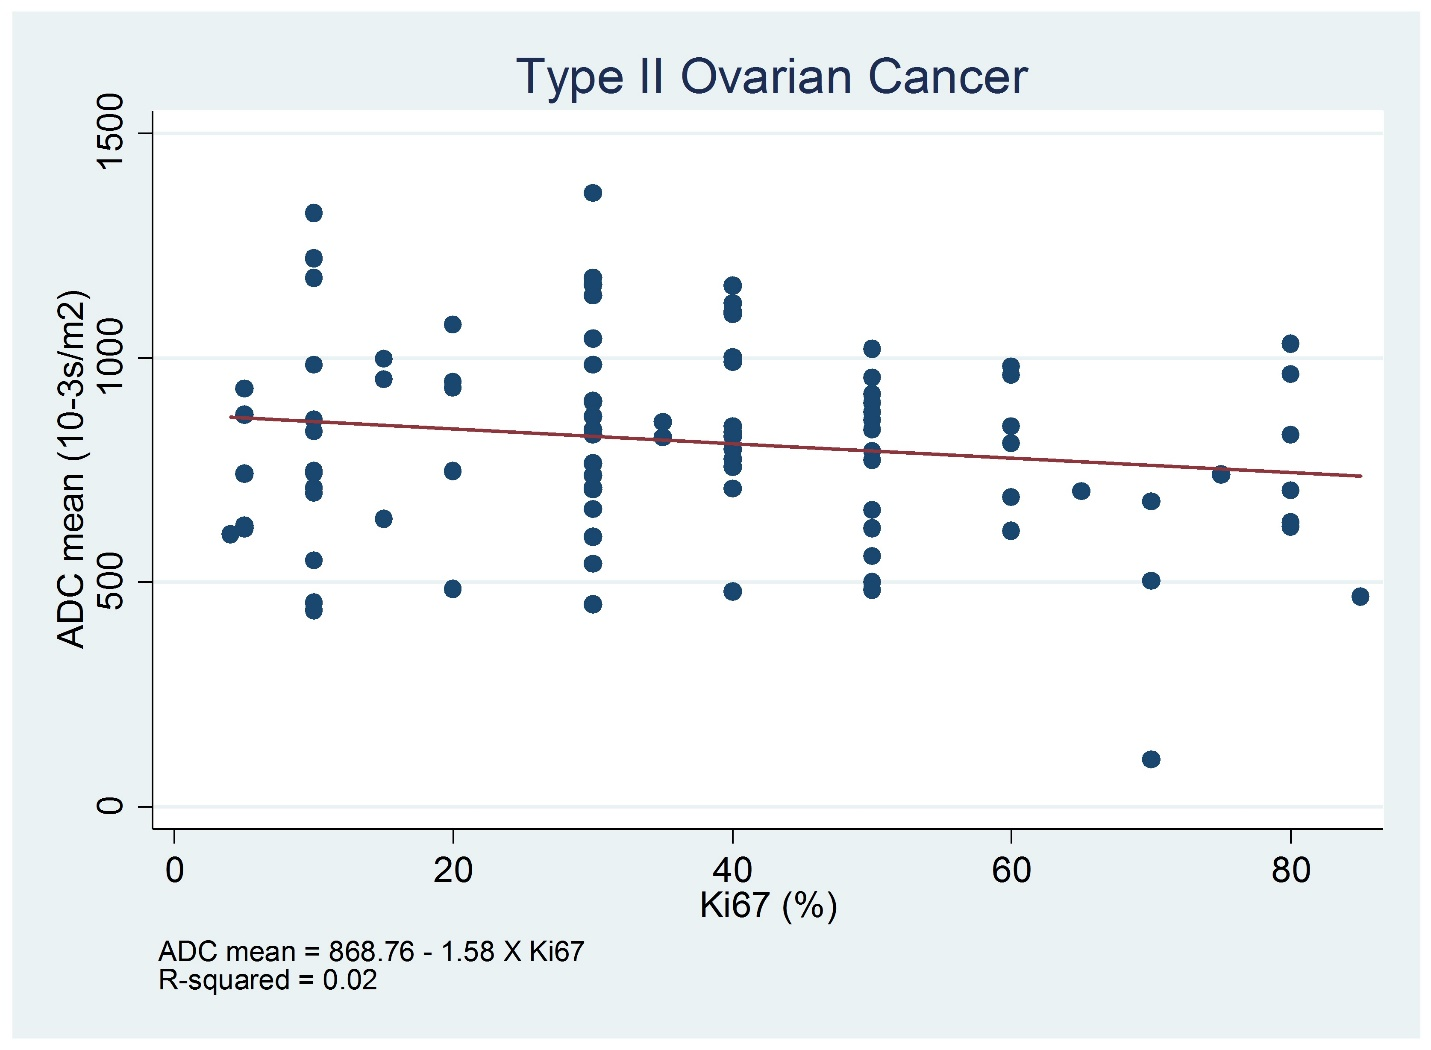 Type II Ovarian Cancer
ADC mean (10-3s/m2)
1500
1000
500
0
0 20 40 60 80
Ki67 (%)
ADC mean = 868.76 - 1.58 X Ki67
R-squared = 0.02